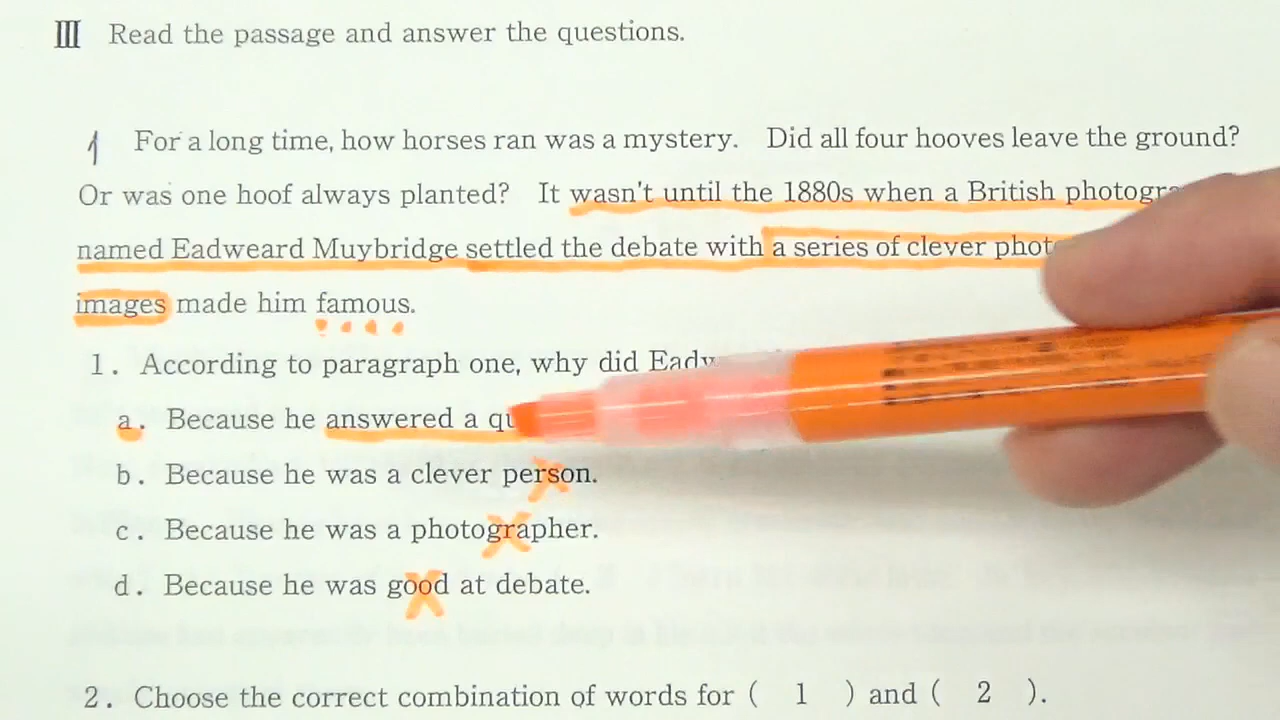 III Read the passage and answer the questions.
1 For a long time, how horses ran was a mystery. Did all four hooves leave the ground?
Or was one hoof always planted? It wasn't until the 1880s when a British
named Eadweard Muybridge settled the debate with a series of clever
images made him famous.
1. According to paragraph one, why did
a. Because he answered a
b. Because he was a clever person.
c. Because he was a photographer.
d. Because he was good at debate.
2. Choose the correct combination of words for ( 1 ) and ( 2 ).